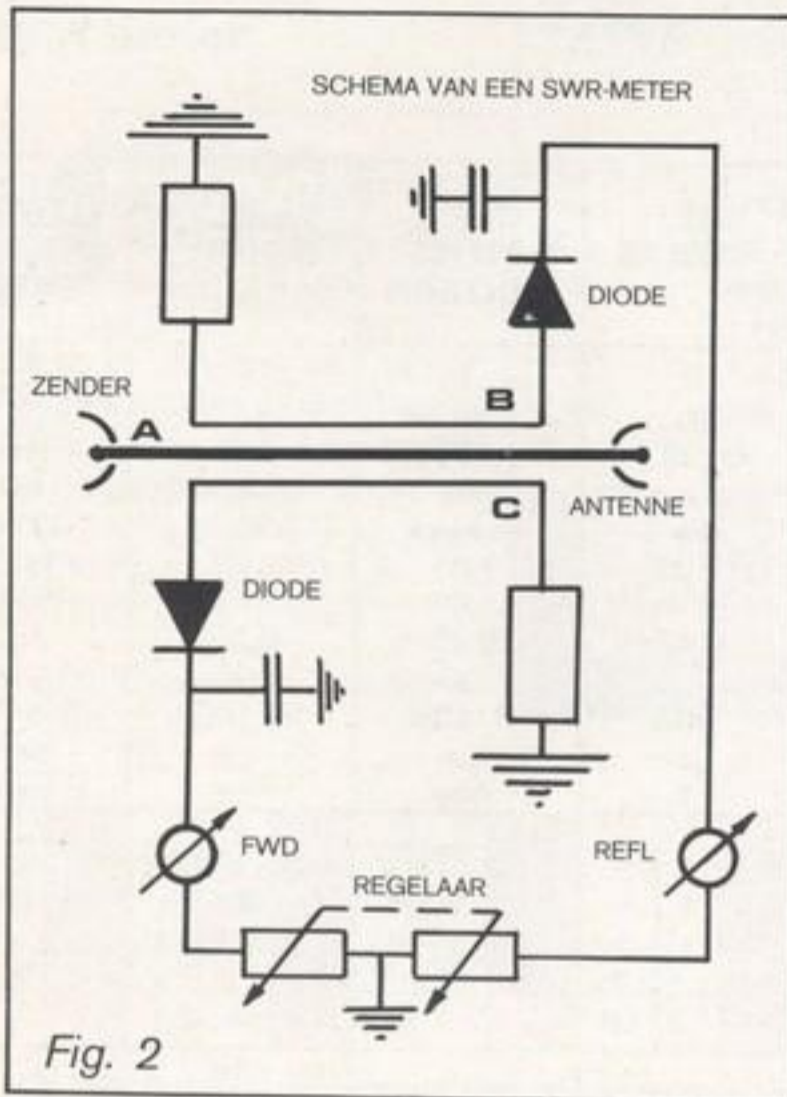 SCHEMA VAN EEN SWR-METER
DIODE
ZENDER
B
A
C
ANTENNE
DIODE
FWD
REFL
REGELAAR
Fig. 2